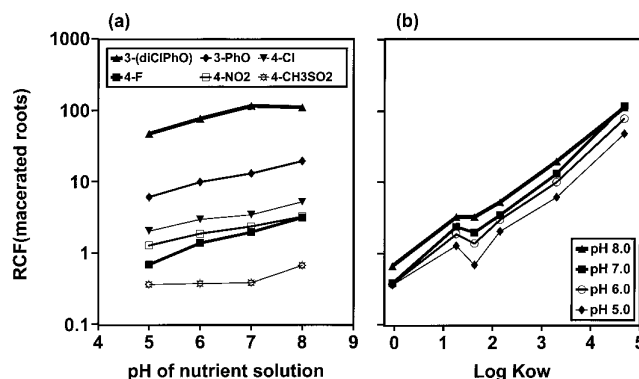 (a)
(b)
RCF(macerated roots)
1000
100
10
1
0.1
3-(diClPhO) 3-PhO 4-Cl
4-F 4-NO2 4-CH3SO2
4 5 6 7 8 9
pH of nutrient solution
pH 8.0
pH 7.0
pH 6.0
pH 5.0
0 1 2 3 4 5
Log Kow